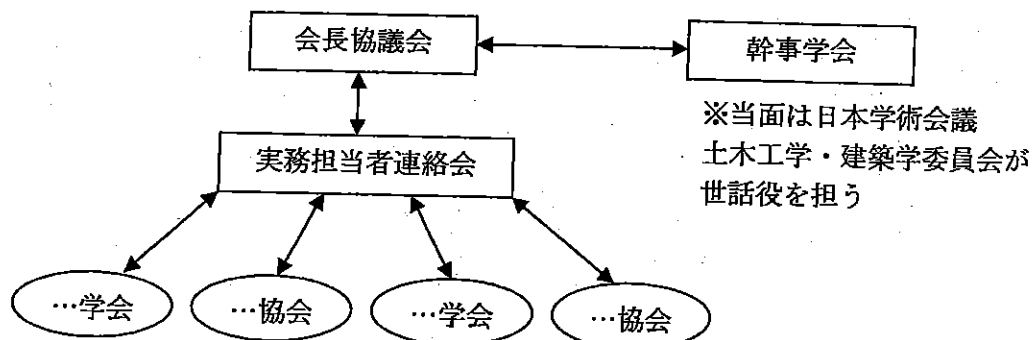 会長協議会
幹事学会
※当面は日本学術会議
土木工学・建築学委員会が
世話役を担う
実務担当者連絡会
…学会
…協会
…学会
…協会